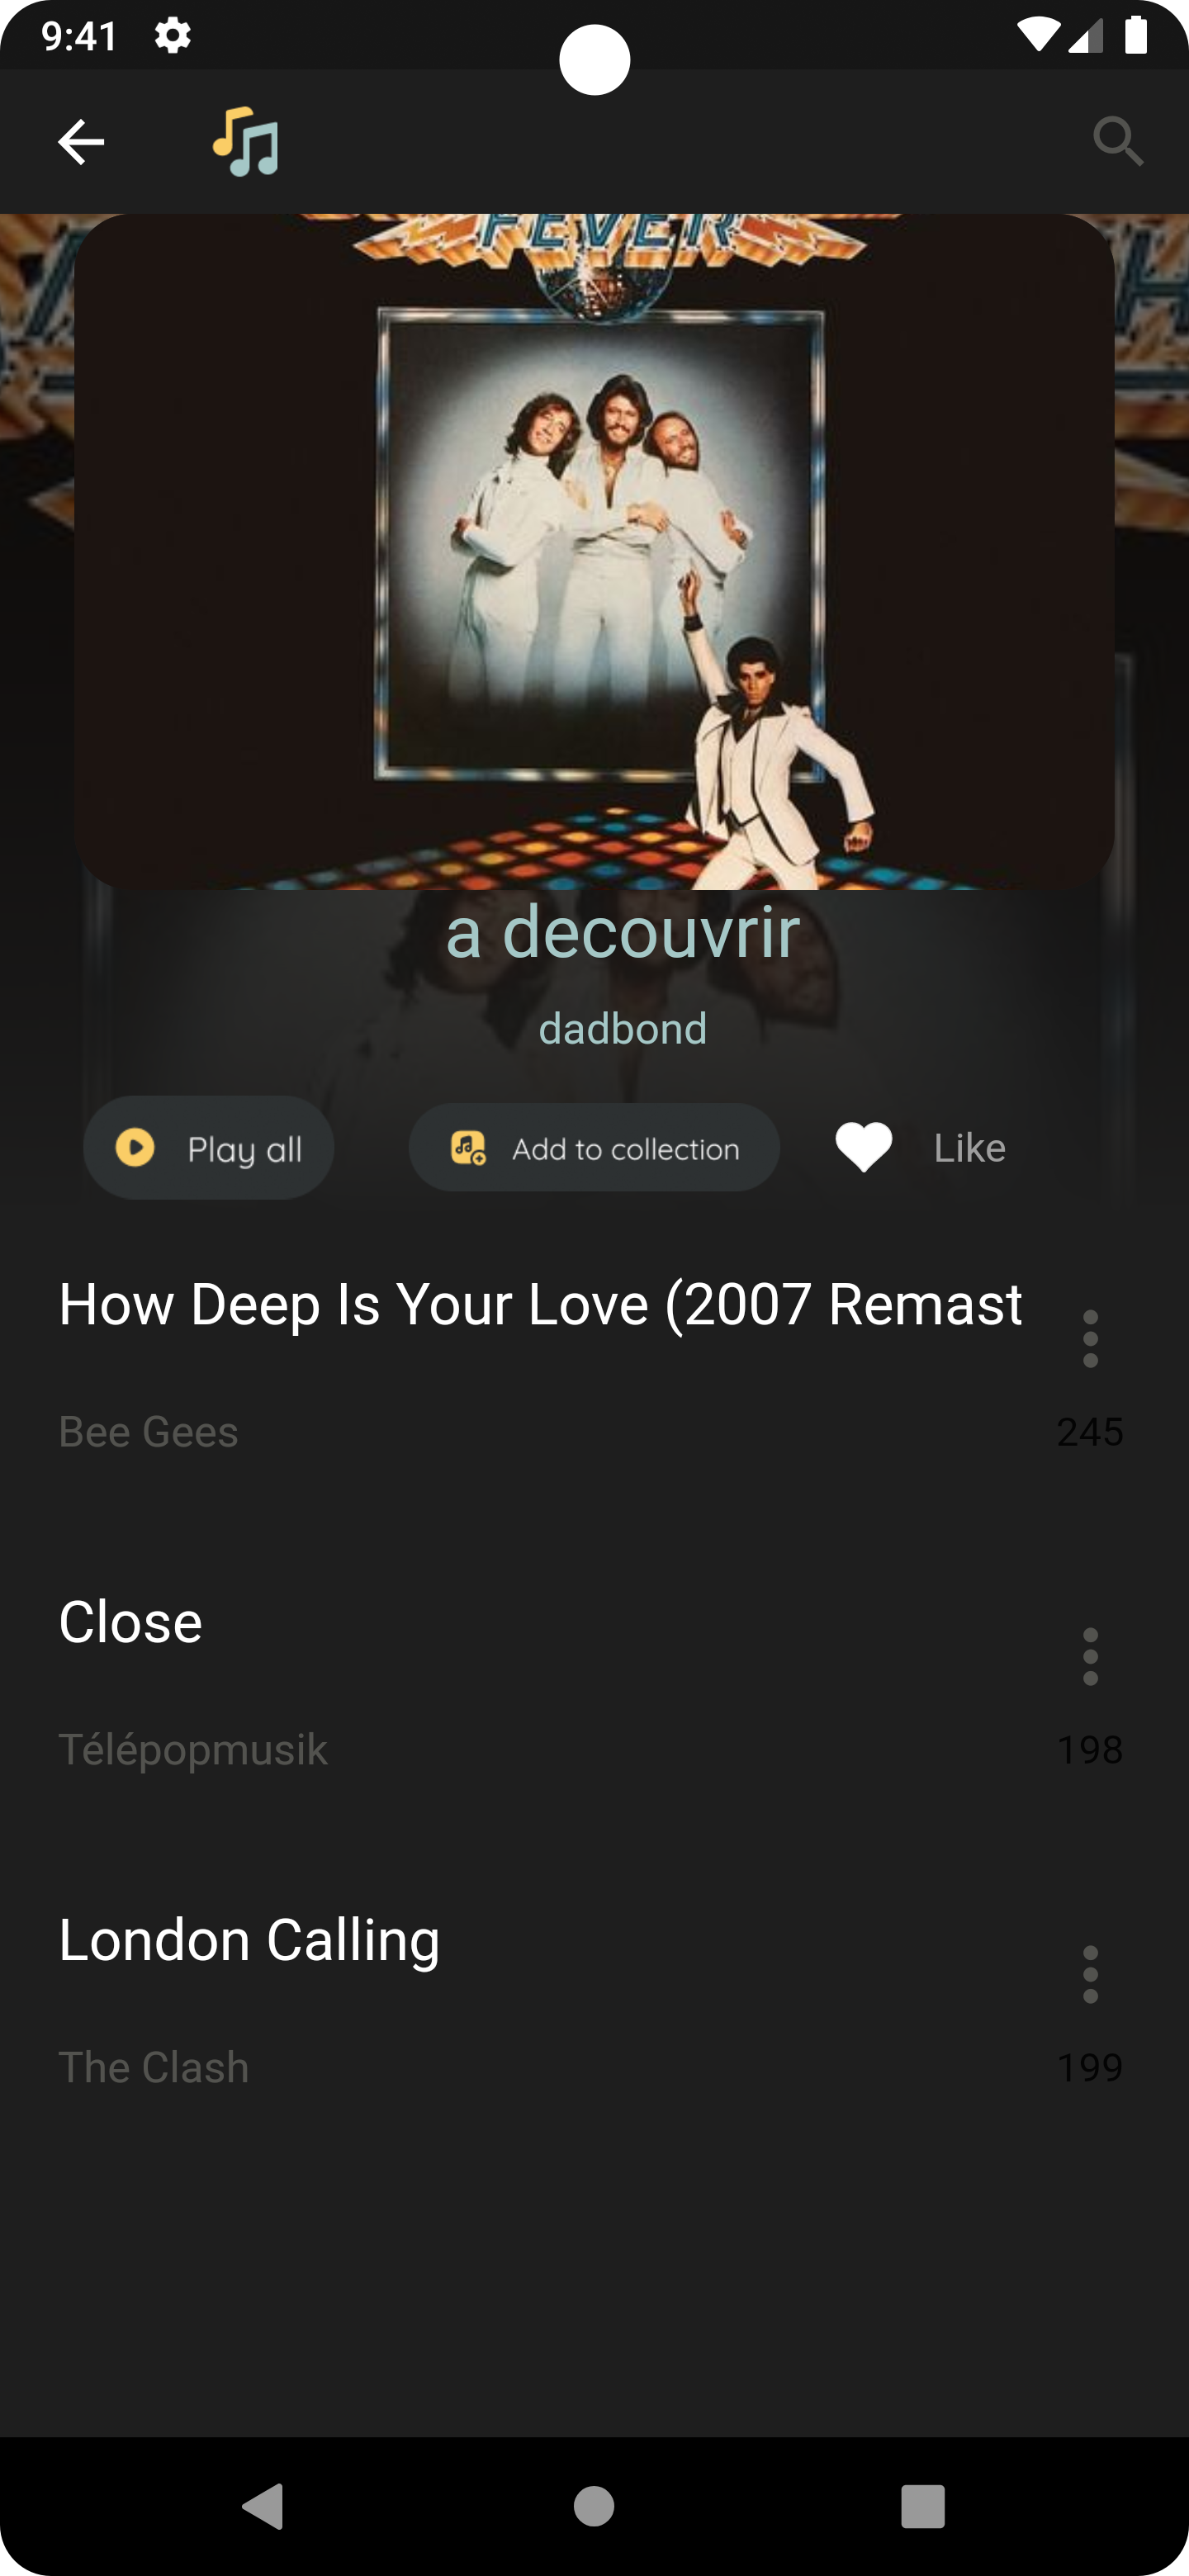 9:41
FEVER
a decouvrir
dadbond
Play all
Add to collection
Like
How Deep Is Your Love (2007 Remast
Bee Gees
245
Close
Télépopmusik
198
London Calling
The Clash
199